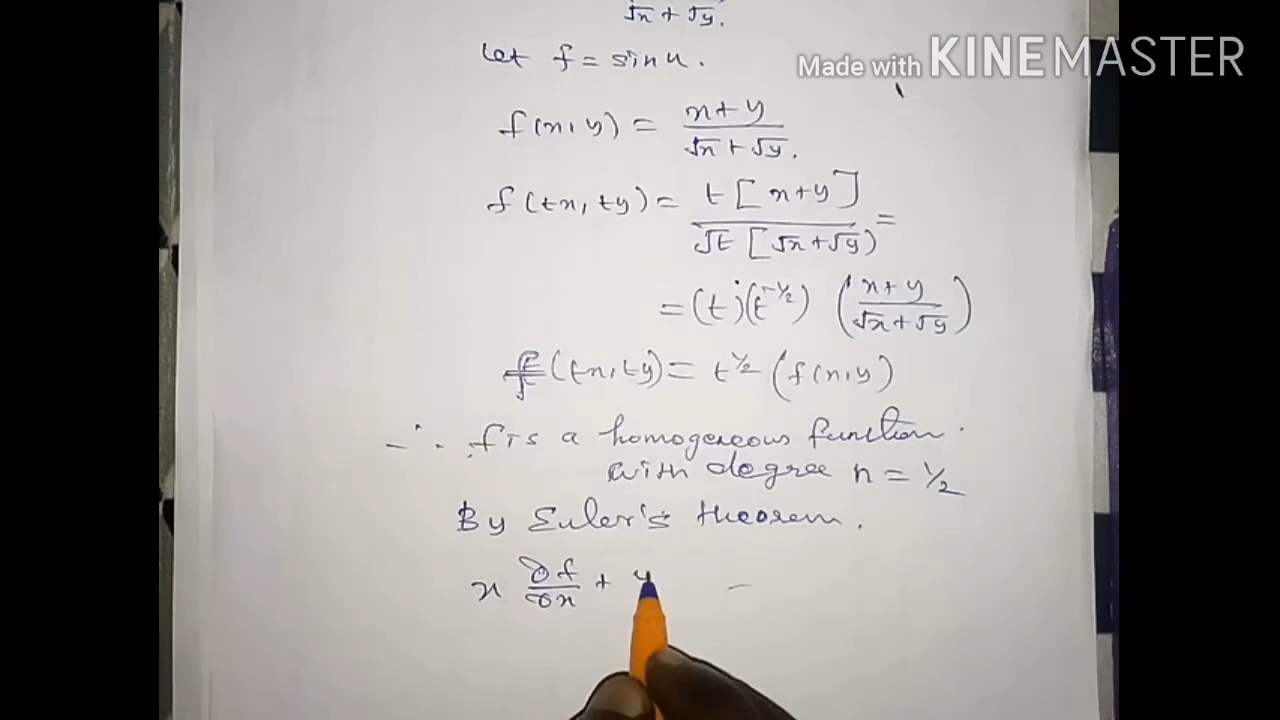 √x + √y.
Let f = sin u.
Made with KINEMASTER
f(x, y) = x + y / √x + √y.
f(tx, ty) = t [x+y] / √t [√x+√y) =
= (t)(t^-1/2) (x+y / √x+√y)
f(tx, ty) = t^1/2 (f(x, y)
∴ f is a homogeneous function.
with degree n = 1/2
By Euler's theorem.
x ∂f/∂x + y =